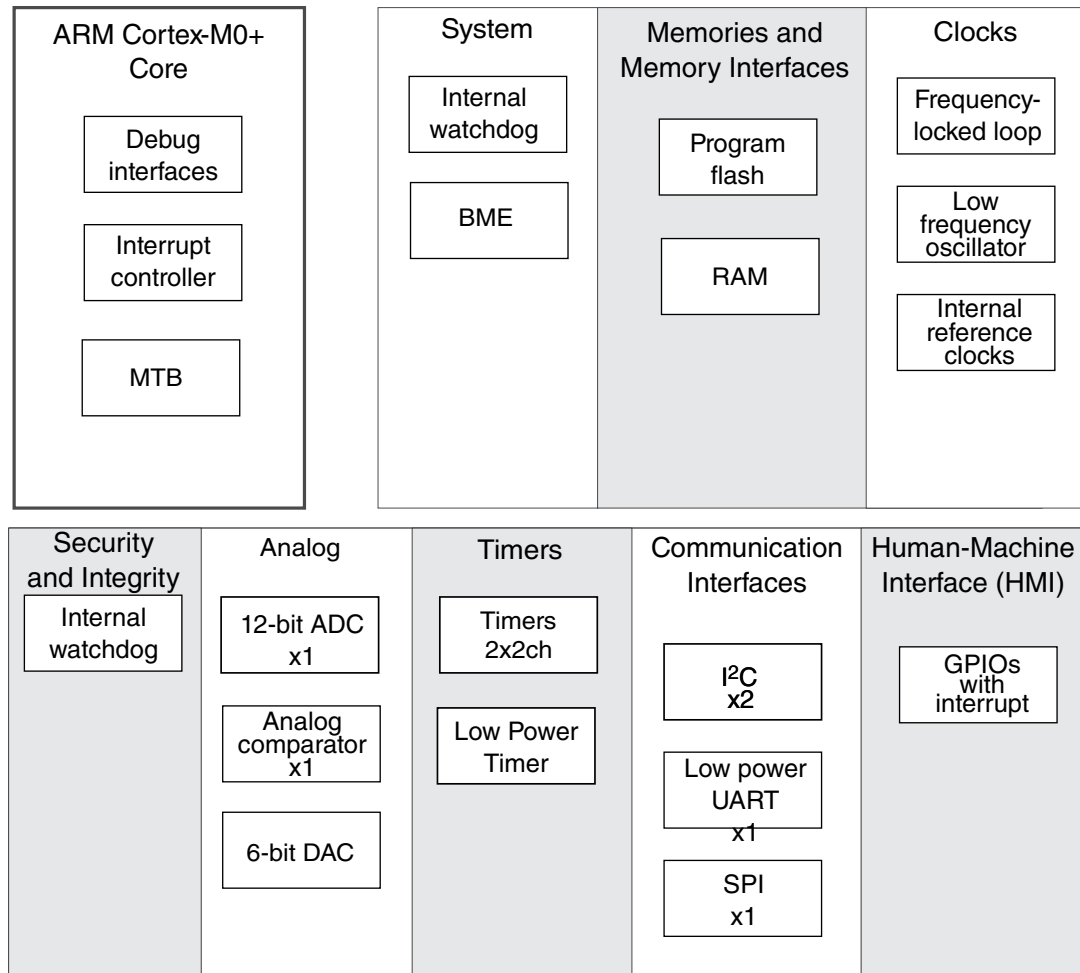 ARM Cortex-M0+
Core
Debug
interfaces
Interrupt
controller
MTB
System
Internal
watchdog
BME
Memories and
Memory Interfaces
Program
flash
RAM
Clocks
Frequency-
locked loop
Low
frequency
oscillator
Internal
reference
clocks
Security
and Integrity
Internal
watchdog
Analog
12-bit ADC
x1
Analog
comparator
x1
6-bit DAC
Timers
Timers
2x2ch
Low Power
Timer
Communication
Interfaces
I²C
x2
Low power
UART
x1
SPI
x1
Human-Machine
Interface (HMI)
GPIOs
with
interrupt